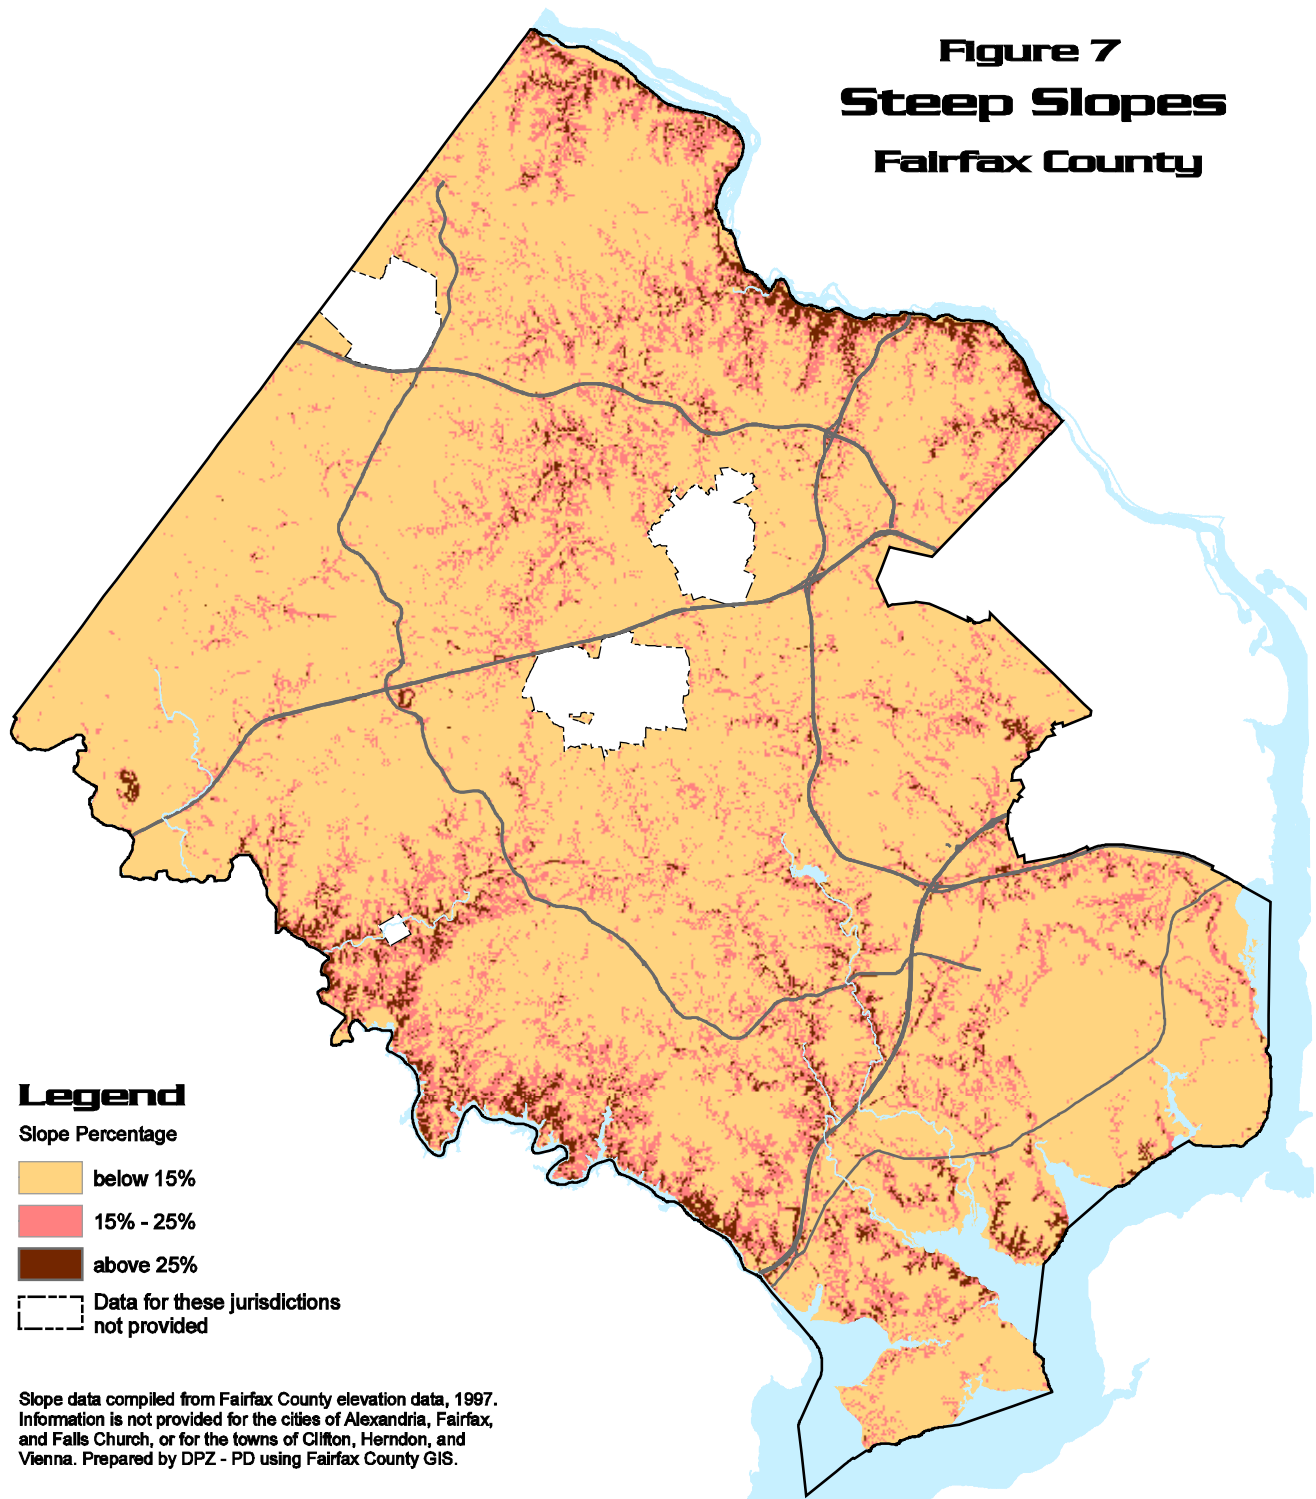 Figure 7
Steep Slopes
Fairfax County
Legend
Slope Percentage
below 15%
15% - 25%
above 25%
Data for these jurisdictions
not provided
Slope data compiled from Fairfax County elevation data, 1997.
Information is not provided for the cities of Alexandria, Fairfax,
and Falls Church, or for the towns of Clifton, Herndon, and
Vienna. Prepared by DPZ - PD using Fairfax County GIS.